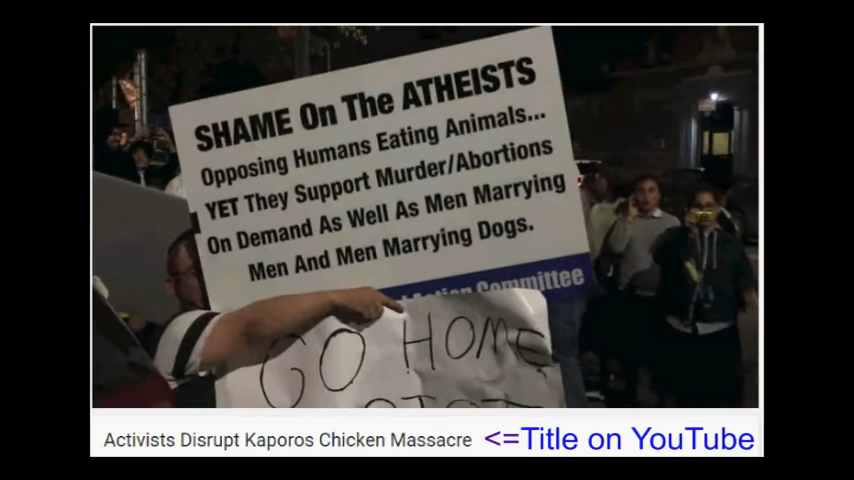 SHAME On The ATHEISTS
Opposing Humans Eating Animals...
YET They Support Murder/Abortions
On Demand As Well As Men Marrying
Men And Men Marrying Dogs.
Committee
GO HOME
Activists Disrupt Kaporos Chicken Massacre <=Title on YouTube